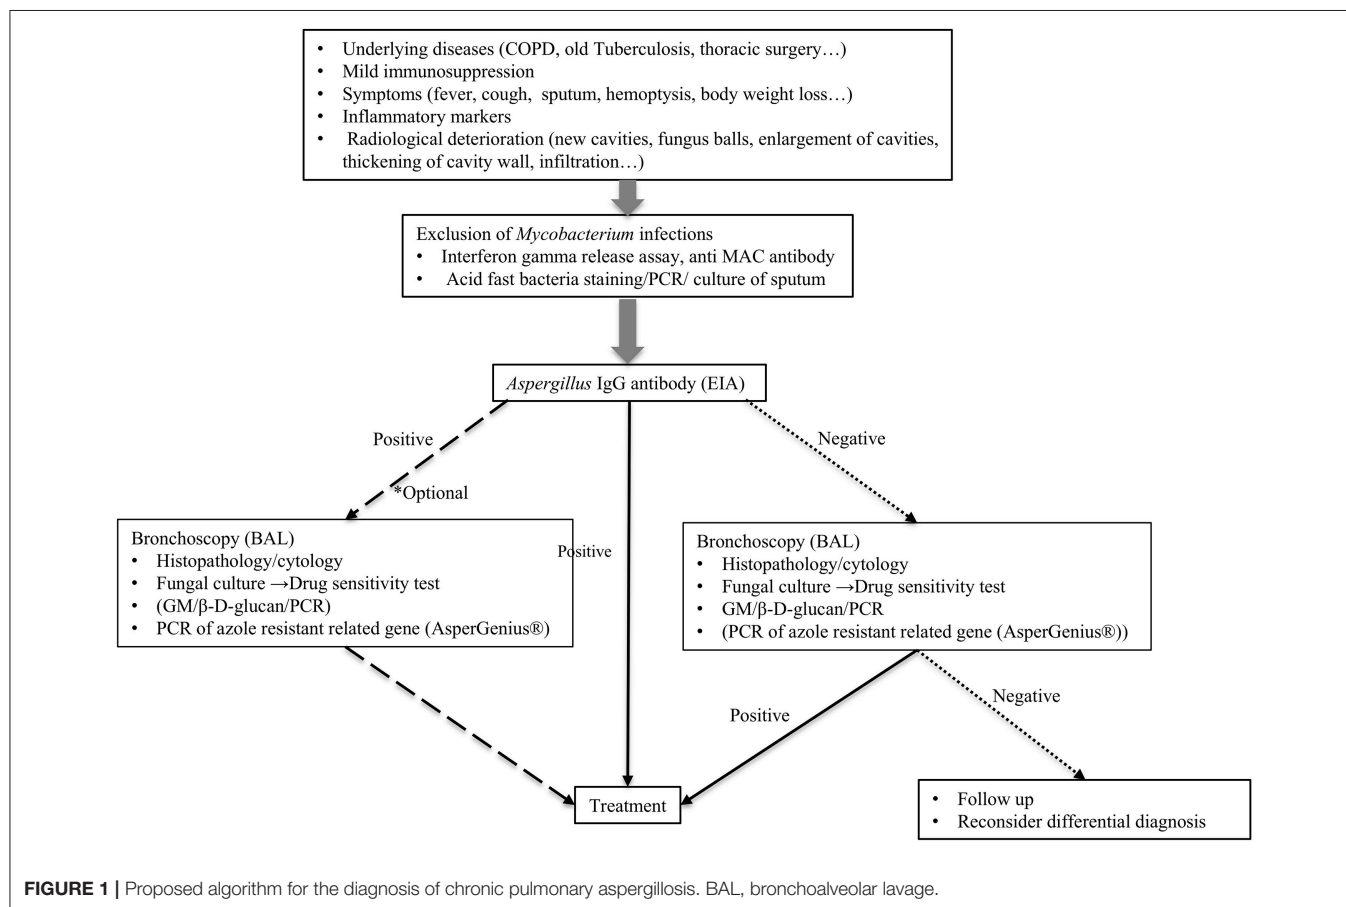 • Underlying diseases (COPD, old Tuberculosis, thoracic surgery…)
• Mild immunosuppression
• Symptoms (fever, cough, sputum, hemoptysis, body weight loss…)
• Inflammatory markers
• Radiological deterioration (new cavities, fungus balls, enlargement of cavities,
thickening of cavity wall, infiltration…)
Exclusion of Mycobacterium infections
• Interferon gamma release assay, anti MAC antibody
• Acid fast bacteria staining/PCR/ culture of sputum
Aspergillus IgG antibody (EIA)
Positive
Negative
*Optional
Bronchoscopy (BAL)
• Histopathology/cytology
• Fungal culture →Drug sensitivity test
• (GM/β-D-glucan/PCR)
• PCR of azole resistant related gene (AsperGenius®)
Positive
Bronchoscopy (BAL)
• Histopathology/cytology
• Fungal culture →Drug sensitivity test
• GM/β-D-glucan/PCR
• (PCR of azole resistant related gene (AsperGenius®))
Positive
Negative
Treatment
• Follow up
• Reconsider differential diagnosis
FIGURE 1 | Proposed algorithm for the diagnosis of chronic pulmonary aspergillosis. BAL, bronchoalveolar lavage.